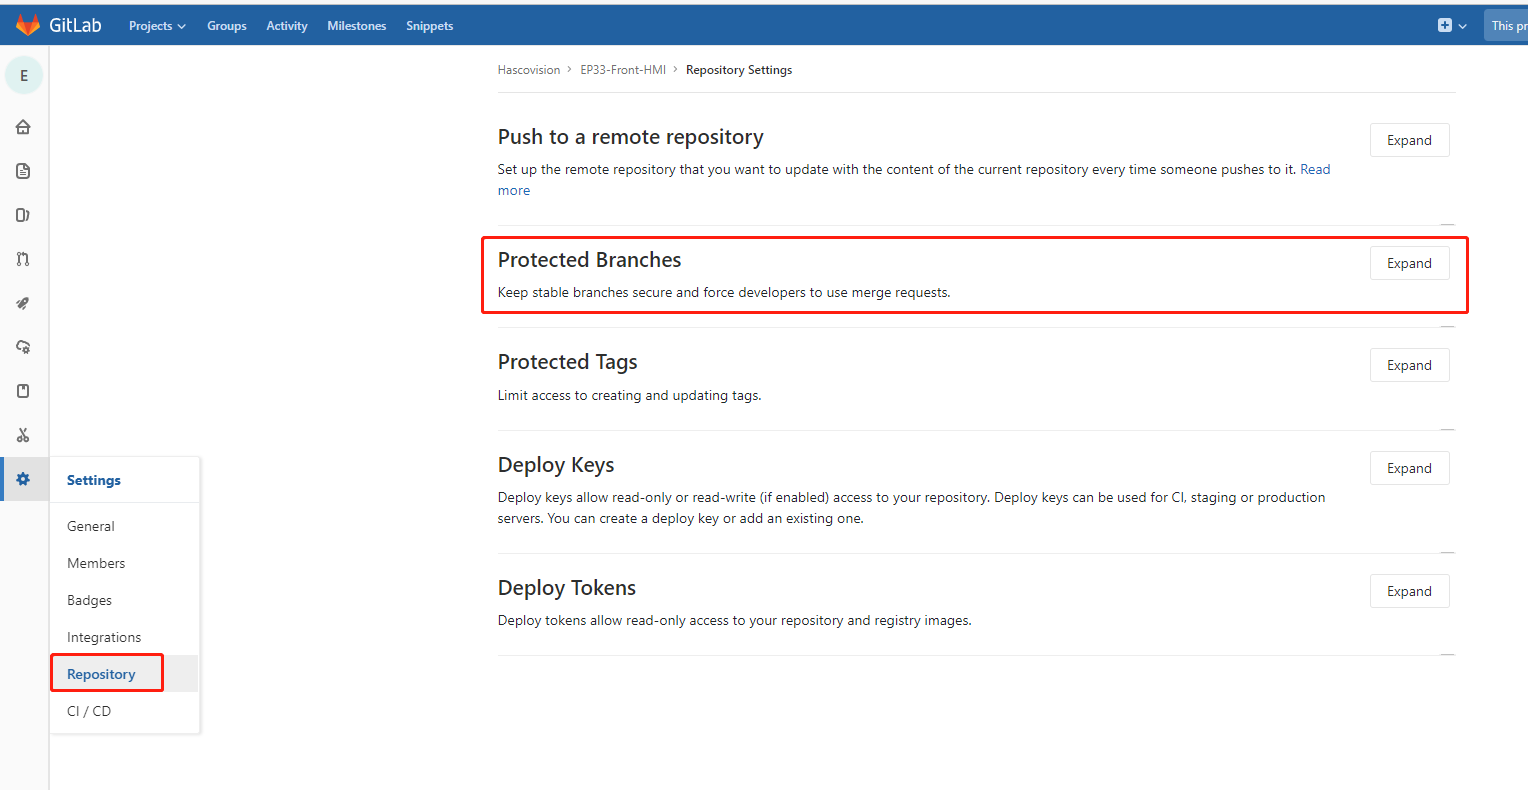 GitLab Projects Groups Activity Milestones Snippets This pr
E
Hascovision > EP33-Front-HMI > Repository Settings
Push to a remote repository
Expand
Set up the remote repository that you want to update with the content of the current repository every time someone pushes to it. Read
more
Protected Branches
Expand
Keep stable branches secure and force developers to use merge requests.
Protected Tags
Expand
Limit access to creating and updating tags.
Deploy Keys
Expand
Deploy keys allow read-only or read-write (if enabled) access to your repository. Deploy keys can be used for CI, staging or production
servers. You can create a deploy key or add an existing one.
Deploy Tokens
Expand
Deploy tokens allow read-only access to your repository and registry images.
Settings
General
Members
Badges
Integrations
Repository
CI / CD